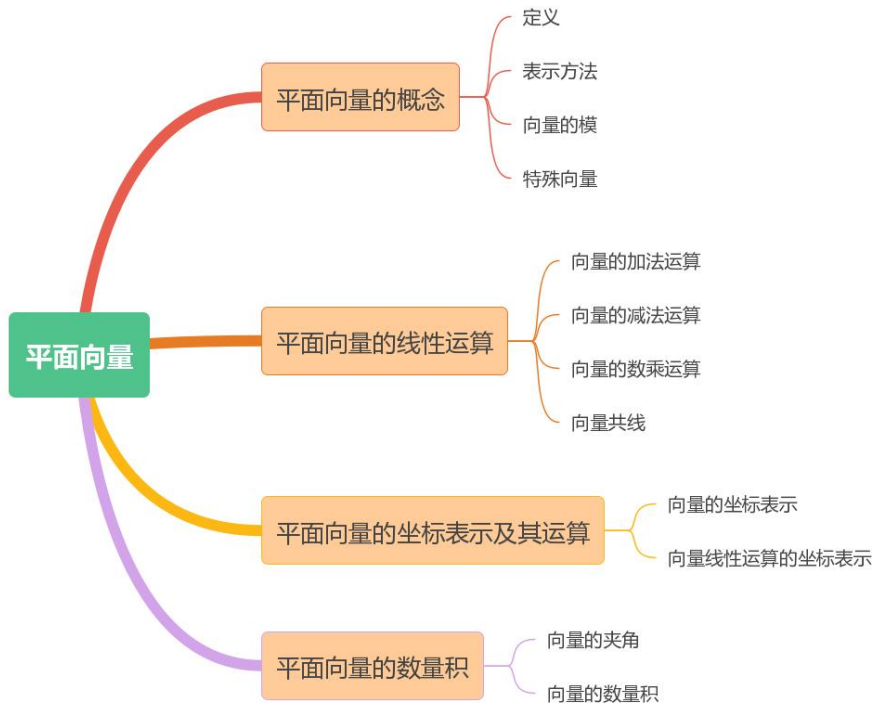 平面向量
平面向量的概念
定义
表示方法
向量的模
特殊向量
平面向量的线性运算
向量的加法运算
向量的减法运算
向量的数乘运算
向量共线
平面向量的坐标表示及其运算
向量的坐标表示
向量线性运算的坐标表示
平面向量的数量积
向量的夹角
向量的数量积